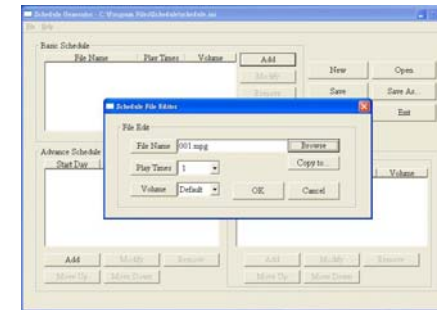 Schedule Generator - C:\Program Files\Schedule\schedule.ini
File Help
Basic Schedule
File Name Play Times Volume
Add
Modify
Remove
New Open
Save Save As...
Exit
Schedule File Editor
File Edit
File Name 001.mpg Browse
Play Times 1 Copy to...
Volume Default OK Cancel
Advance Schedule
Start Day Volume
Add Modify Remove Add Modify Remove
Move Up Move Down Move Up Move Down